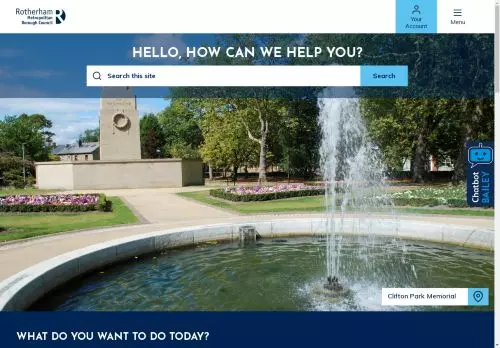 Rotherham
Metropolitan
Borough Council
Your
Account
Menu
HELLO, HOW CAN WE HELP YOU?
Search this site
Search
Chatbot
BAILEY
Clifton Park Memorial
WHAT DO YOU WANT TO DO TODAY?